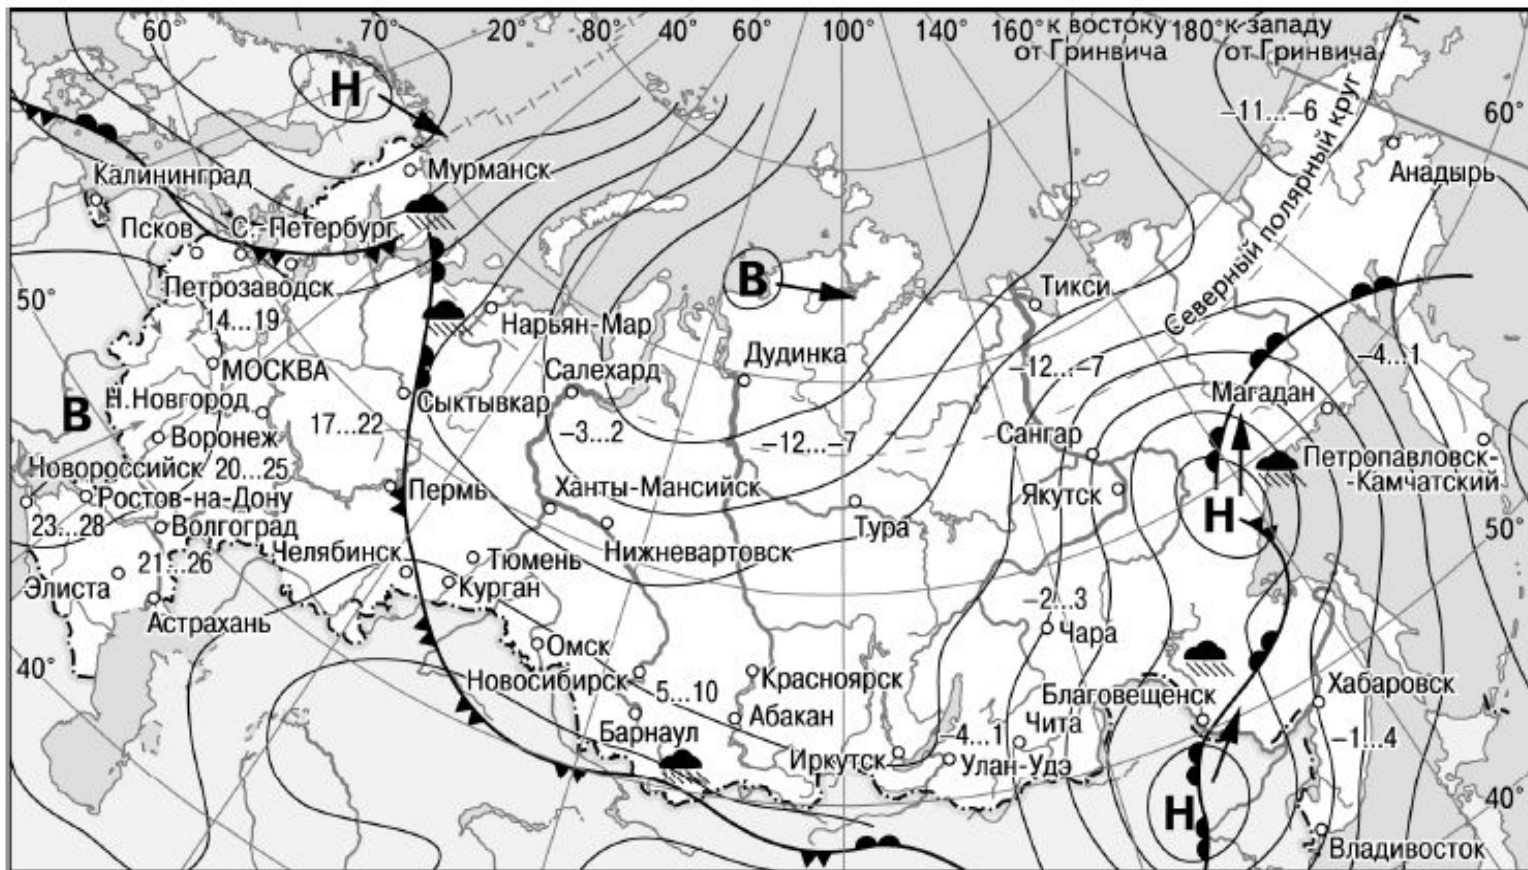 60° 70° 20° 80° 40° 60° 100° 140° 160° к востоку 180° к западу
от Гринвича от Гринвича
Н
–11...–6
60°
Северный полярный круг
Мурманск
Анадырь
Калининград
Псков С.-Петербург
В
Петрозаводск
Тикси
50°
14...19
Нарьян-Мар
МОСКВА
Салехард
Дудинка
–12...–7
–4...1
Н.Новгород
Сыктывкар
Магадан
В
17...22
–3...2
–12...–7
Воронеж
Сангар
Новороссийск 20...25
Пермь
Ханты-Мансийск
Якутск
Петропавловск-
-Камчатский
Ростов-на-Дону
23...28
Волгоград
Тура
Н
50°
21...26
Челябинск
Тюмень
Нижневартовск
Элиста
Курган
–2...3
Астрахань
Чара
40°
Омск
Новосибирск
5...10
Красноярск
Благовещенск
Хабаровск
Барнаул
Абакан
Чита
–1...4
Иркутск
–4...1
Улан-Удэ
Н
40°
Владивосток